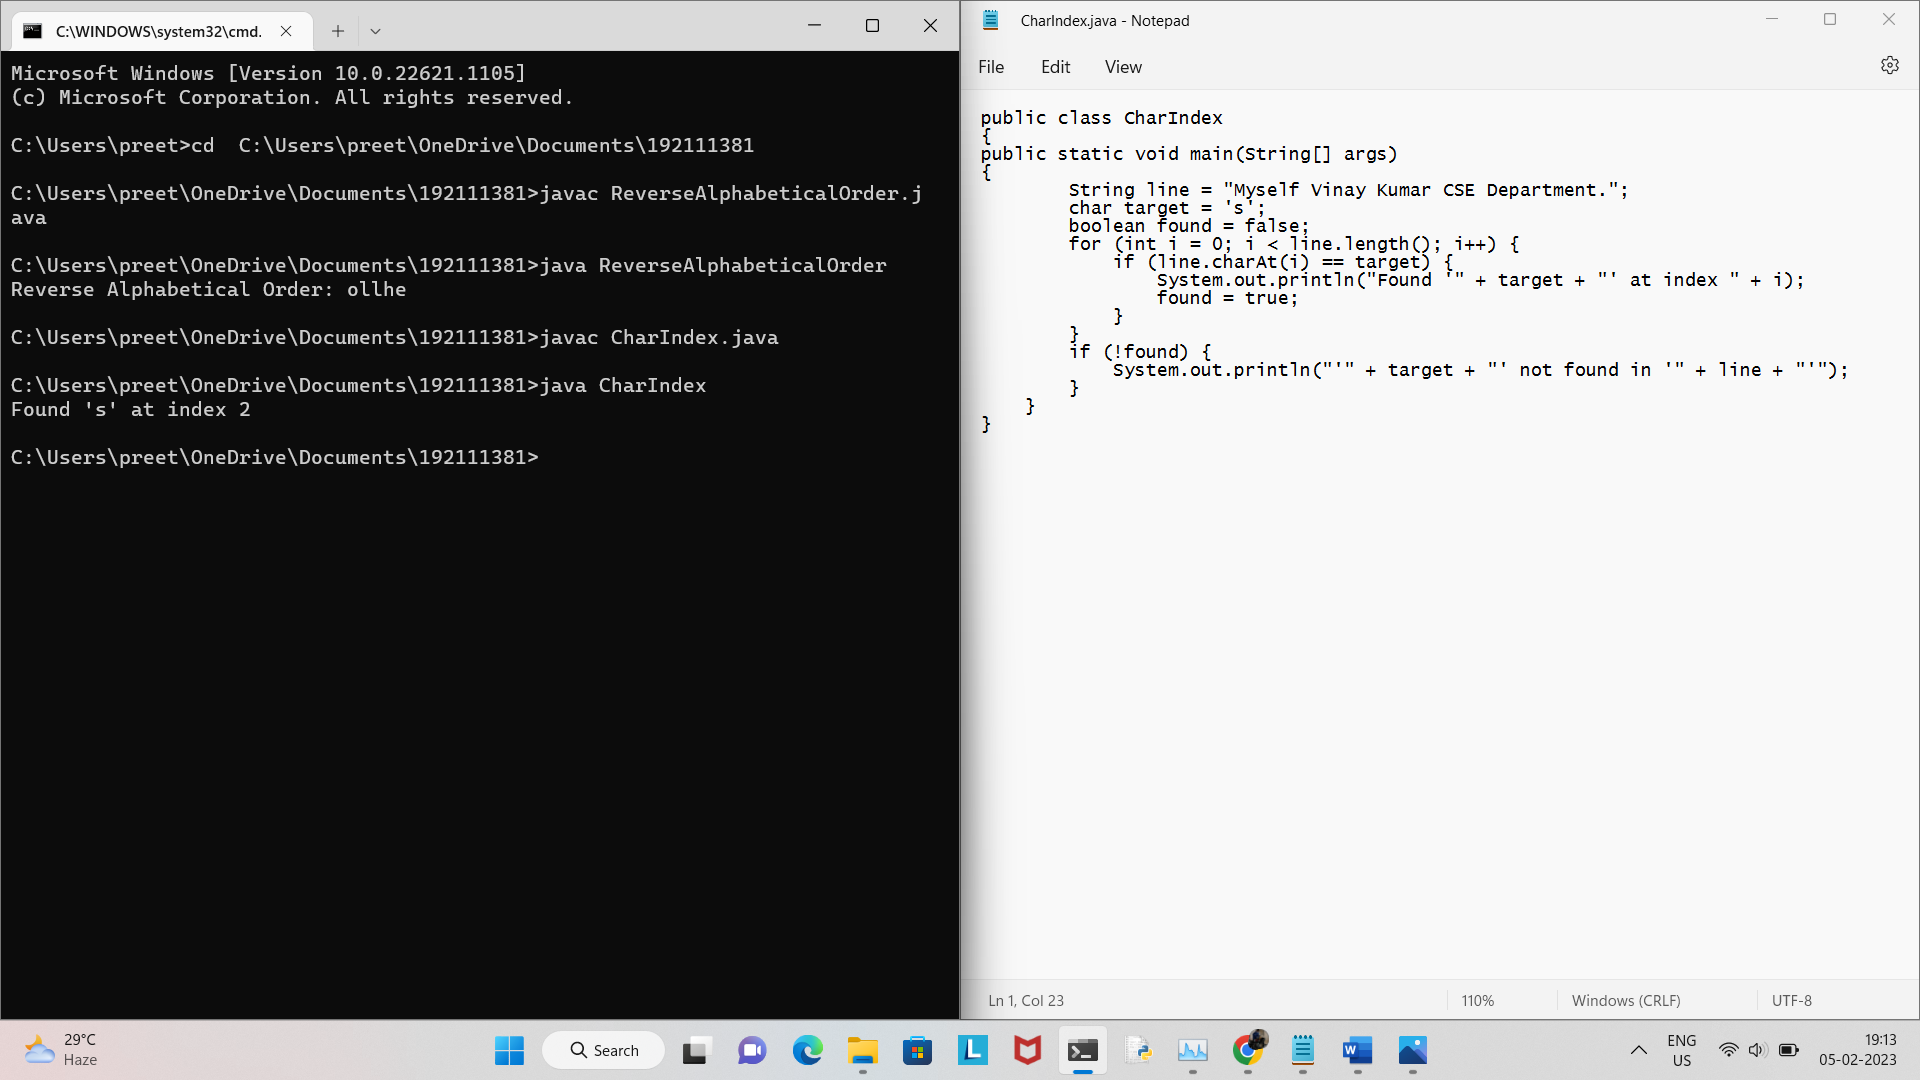 C:\WINDOWS\system32\cmd.
Microsoft Windows [Version 10.0.22621.1105]
(c) Microsoft Corporation. All rights reserved.
C:\Users\preet>cd  C:\Users\preet\OneDrive\Documents\192111381
C:\Users\preet\OneDrive\Documents\192111381>javac ReverseAlphabeticalOrder.j
ava
C:\Users\preet\OneDrive\Documents\192111381>java ReverseAlphabeticalOrder
Reverse Alphabetical Order: ollhe
C:\Users\preet\OneDrive\Documents\192111381>javac CharIndex.java
C:\Users\preet\OneDrive\Documents\192111381>java CharIndex
Found 's' at index 2
C:\Users\preet\OneDrive\Documents\192111381>
CharIndex.java - Notepad
File Edit View
public class CharIndex
{
public static void main(String[] args)
{
        String line = "Myself Vinay Kumar CSE Department.";
        char target = 's';
        boolean found = false;
        for (int i = 0; i < line.length(); i++) {
            if (line.charAt(i) == target) {
                System.out.println("Found '" + target + "' at index " + i);
                found = true;
            }
        }
        if (!found) {
            System.out.println("'" + target + "' not found in '" + line + "'");
        }
    }
}
Ln 1, Col 23 110% Windows (CRLF) UTF-8
29°C
Haze
Search
L
W
ENG
US
19:13
05-02-2023